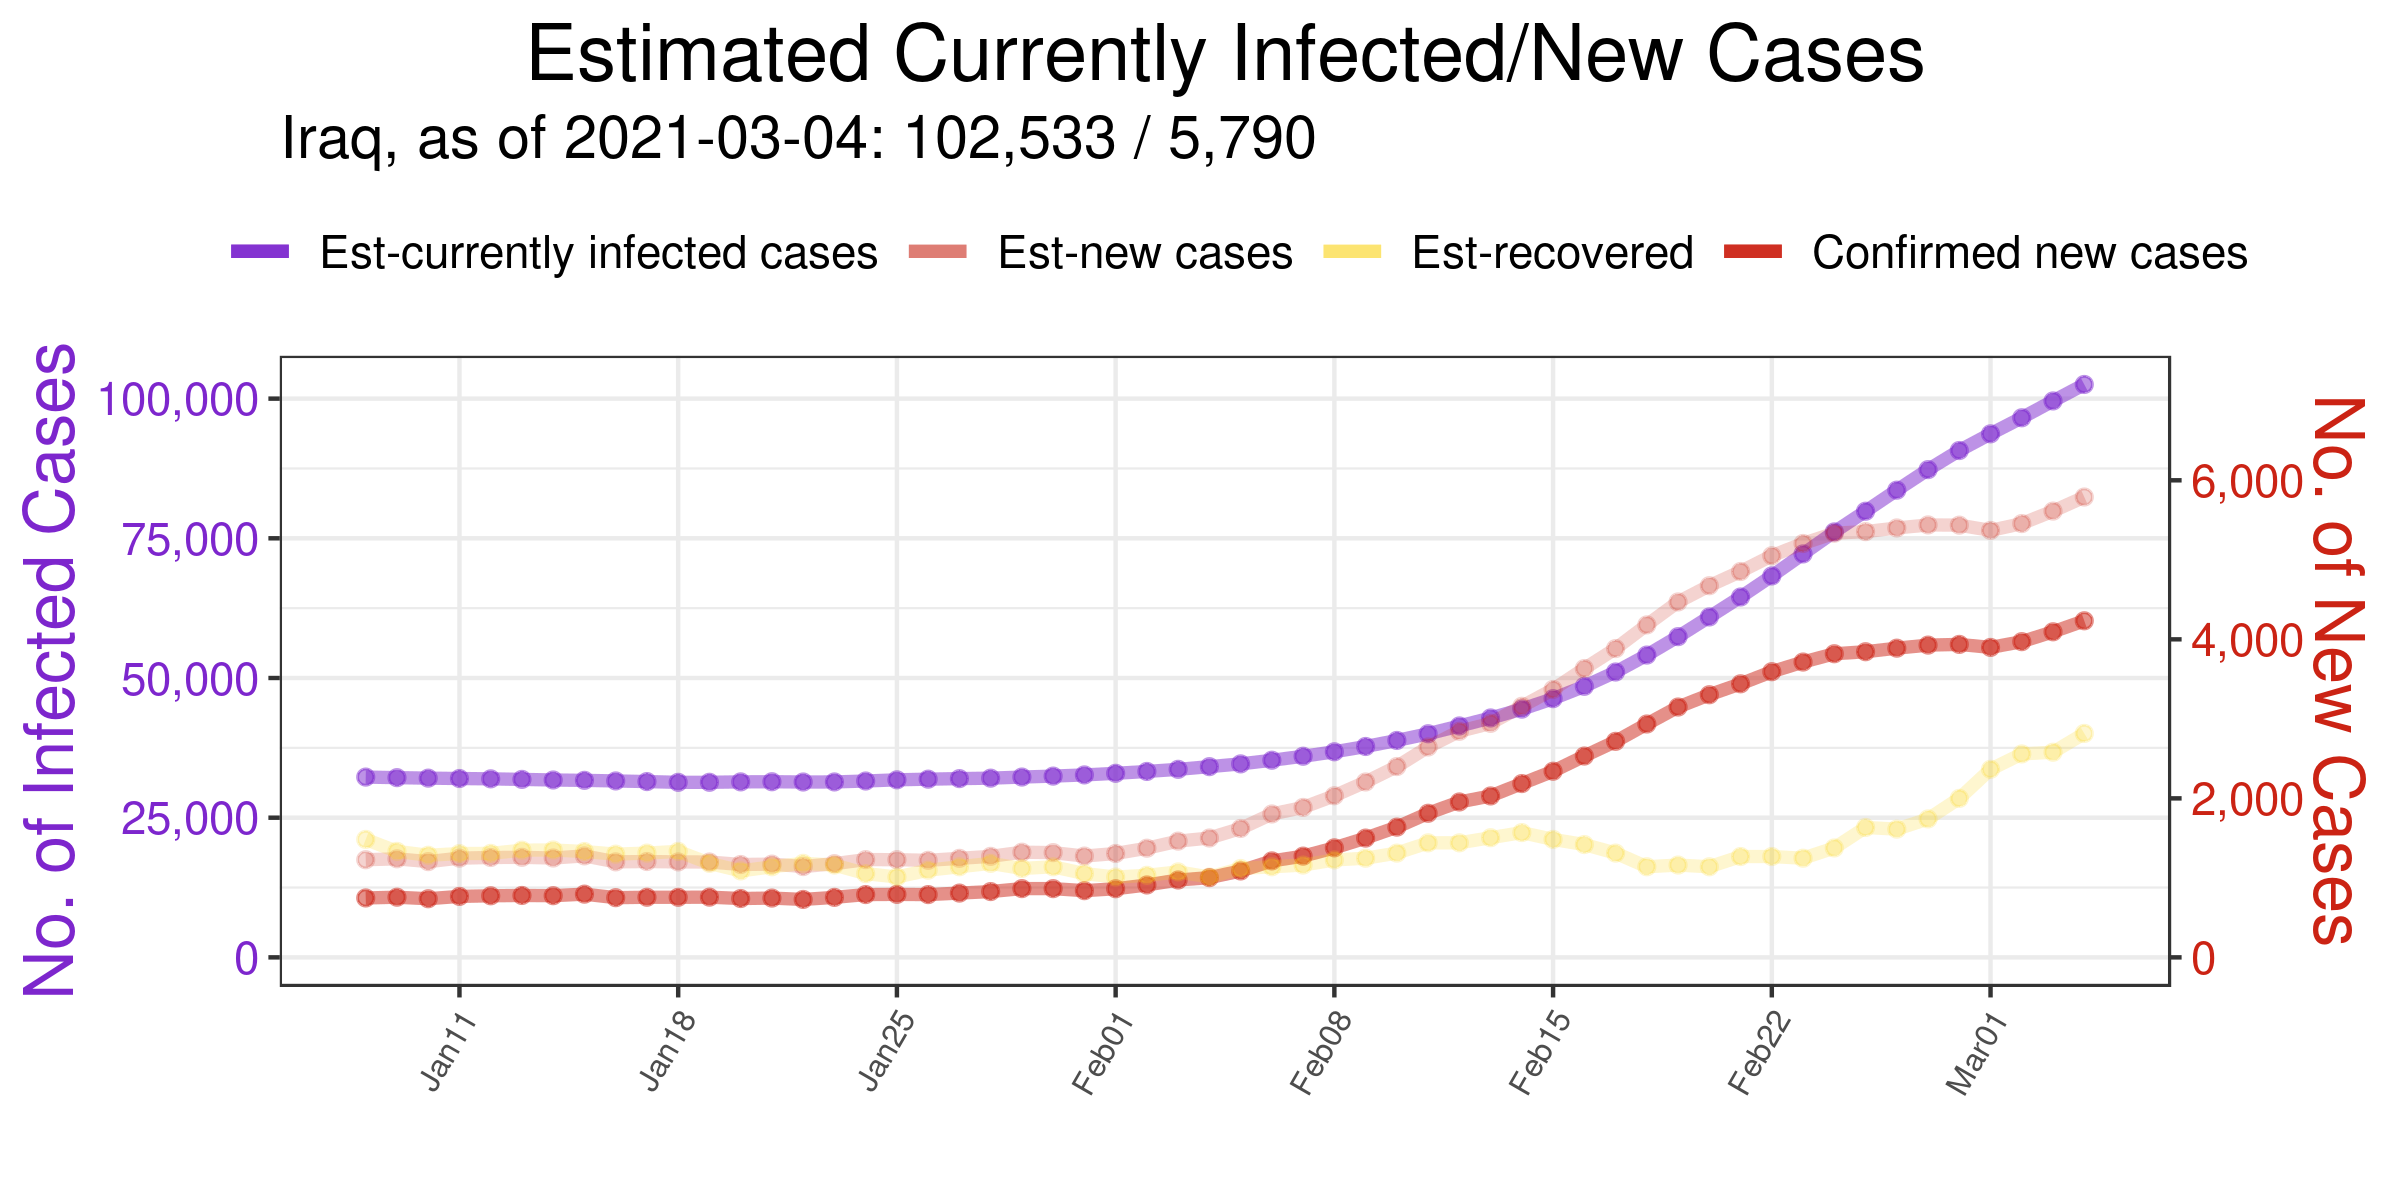 Estimated Currently Infected/New Cases
Iraq, as of 2021-03-04: 102,533 / 5,790
Est-currently infected cases Est-new cases Est-recovered Confirmed new cases
No. of Infected Cases
100,000
75,000
50,000
25,000
0
6,000
4,000
2,000
0
No. of New Cases
Jan11 Jan18 Jan25 Feb01 Feb08 Feb15 Feb22 Mar01